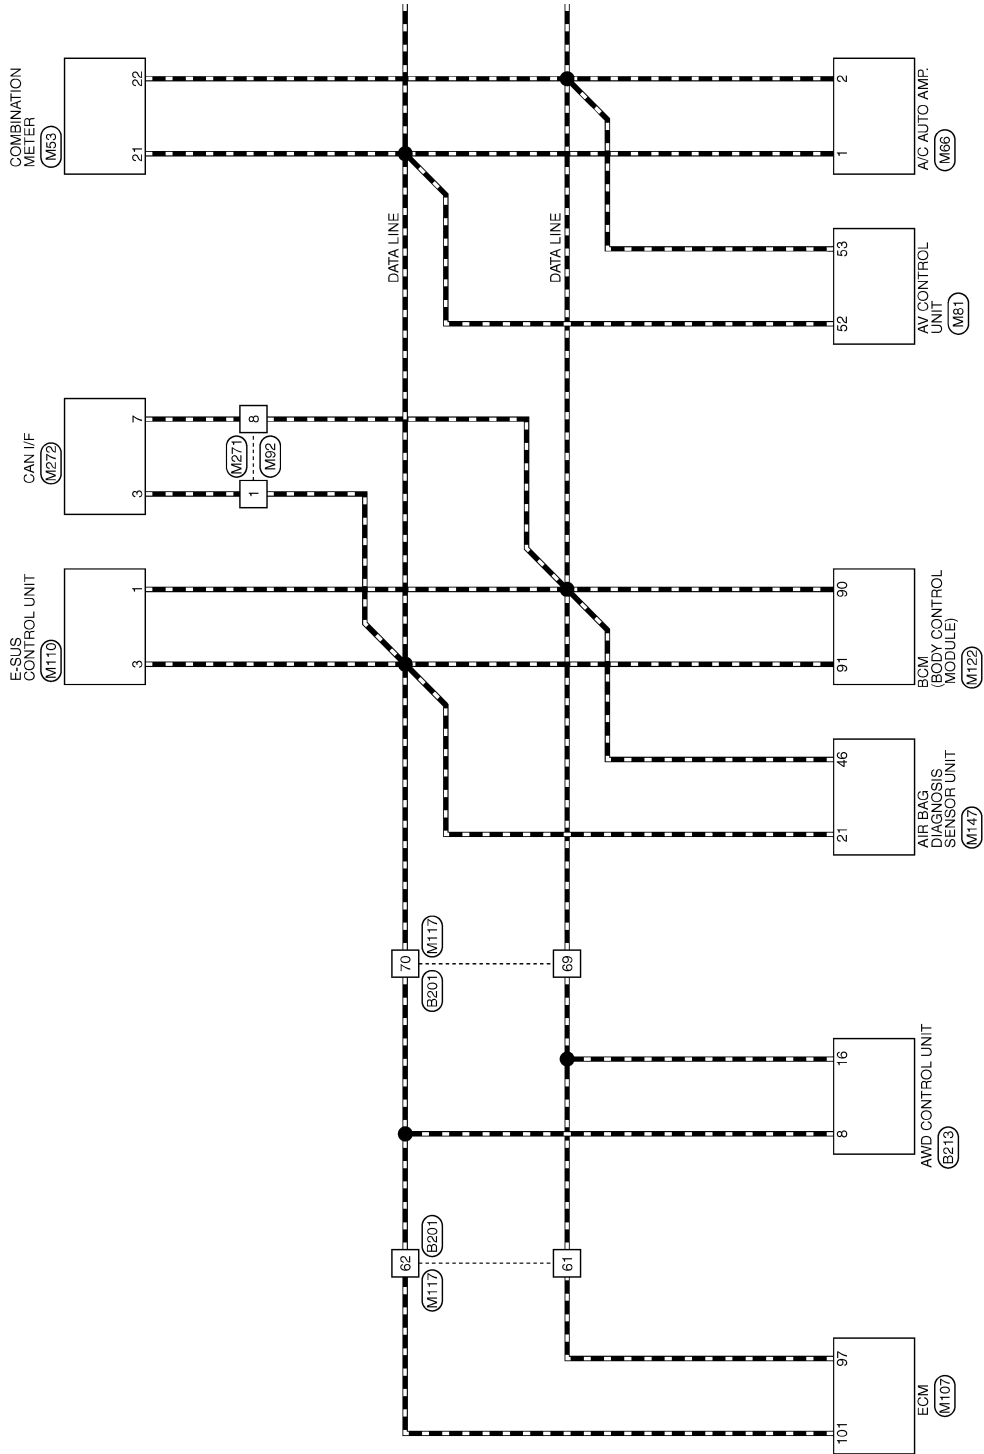 COMBINATION
METER
M53
22
21
DATA LINE
DATA LINE
2
1
A/C AUTO AMP.
M66
53
52
AV CONTROL
UNIT
M81
CAN I/F
M272
7
3
8
1
M271
M92
E-SUS
CONTROL UNIT
M110
1
3
90
91
BCM
(BODY CONTROL
MODULE)
M122
46
21
AIR BAG
DIAGNOSIS
SENSOR UNIT
M147
70
M117
B201
69
16
8
AWD CONTROL UNIT
B213
62
B201
M117
61
97
101
ECM
M107